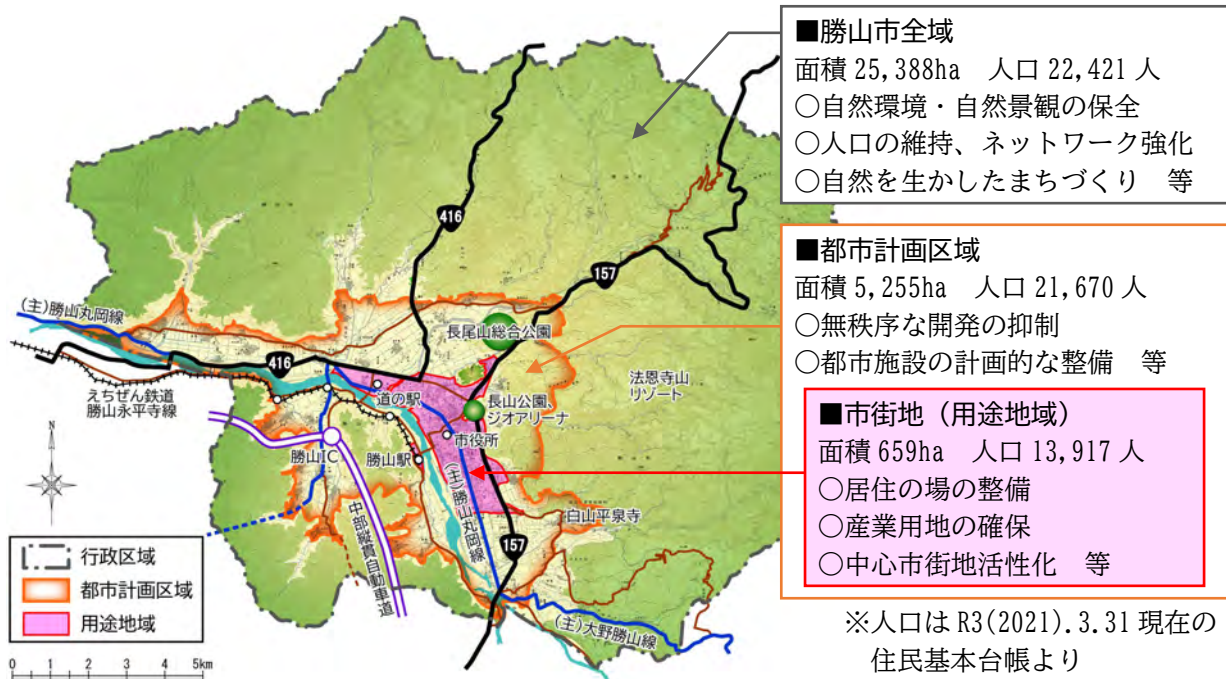 ■勝山市全域
面積 25,388ha 人口 22,421 人
○自然環境・自然景観の保全
○人口の維持、ネットワーク強化
○自然を生かしたまちづくり 等
■都市計画区域
面積 5,255ha 人口 21,670 人
○無秩序な開発の抑制
○都市施設の計画的な整備 等
■市街地（用途地域）
面積 659ha 人口 13,917 人
○居住の場の整備
○産業用地の確保
○中心市街地活性化 等
※人口は R3(2021).3.31 現在の
住民基本台帳より
416
157
(主)勝山丸岡線
長尾山総合公園
416
法恩寺山
リゾート
えちぜん鉄道
勝山永平寺線
道の駅
長山公園、
ジオアリーナ
市役所
N
勝山IC
勝山駅
(主)勝山丸岡線
中部縦貫自動車道
白山平泉寺
157
(主)大野勝山線
行政区域
都市計画区域
用途地域
0 1 2 3 4 5km